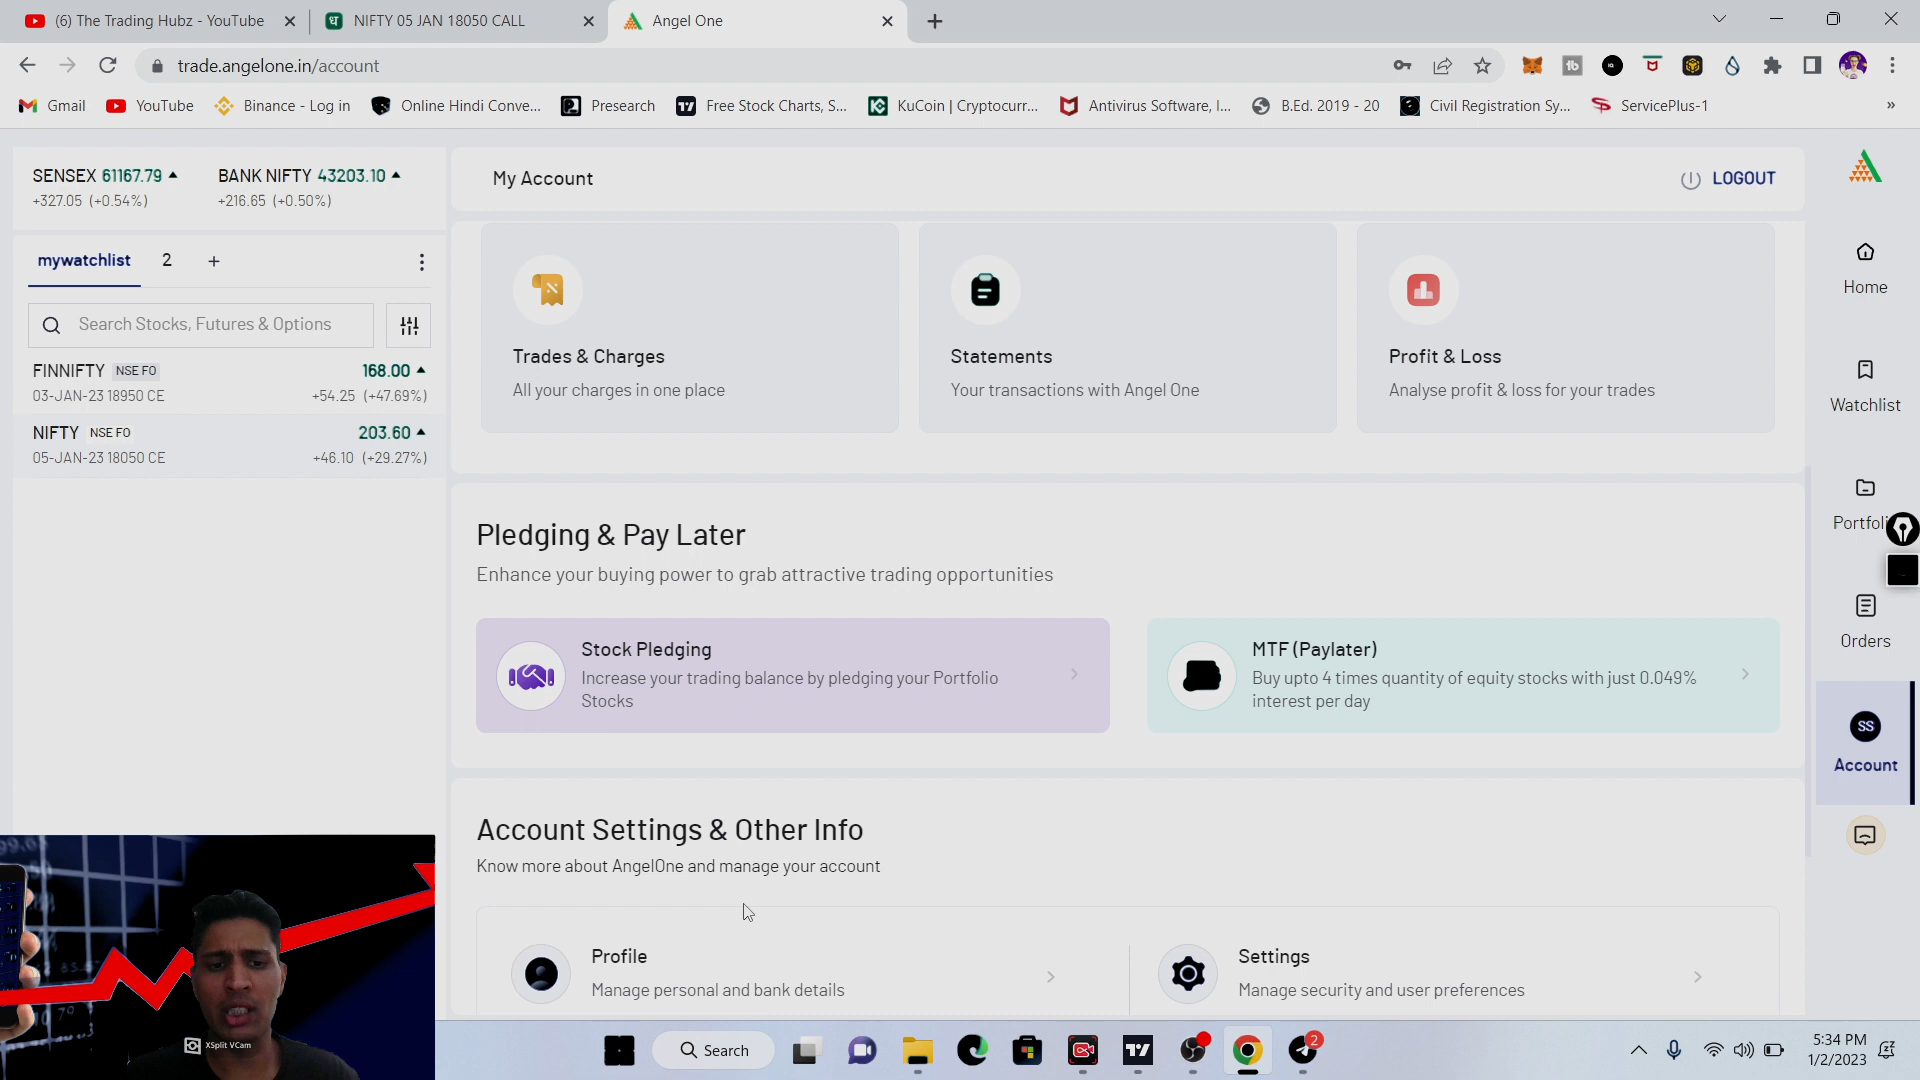 (6) The Trading Hubz - YouTube
NIFTY 05 JAN 18050 CALL
Angel One
trade.angelone.in/account
Gmail
YouTube
Binance - Log in
Online Hindi Conve...
Presearch
Free Stock Charts, S...
KuCoin | Cryptocurr...
Antivirus Software, I...
B.Ed. 2019 - 20
Civil Registration Sy...
ServicePlus-1
»
SENSEX 61167.79
+327.05 (+0.54%)
BANK NIFTY 43203.10
+216.65 (+0.50%)
My Account
LOGOUT
mywatchlist
2
Search Stocks, Futures & Options
FINNIFTY NSE FO 168.00
03-JAN-23 18950 CE +54.25 (+47.69%)
NIFTY NSE FO 203.60
05-JAN-23 18050 CE +46.10 (+29.27%)
Trades & Charges
All your charges in one place
Statements
Your transactions with Angel One
Profit & Loss
Analyse profit & loss for your trades
Pledging & Pay Later
Enhance your buying power to grab attractive trading opportunities
Stock Pledging
Increase your trading balance by pledging your Portfolio
Stocks
MTF (Paylater)
Buy upto 4 times quantity of equity stocks with just 0.049%
interest per day
Account Settings & Other Info
Know more about AngelOne and manage your account
Profile
Manage personal and bank details
Settings
Manage security and user preferences
Home
Watchlist
Portfoli
Orders
SS
Account
XSplit VCam
Search
2
5:34 PM
1/2/2023